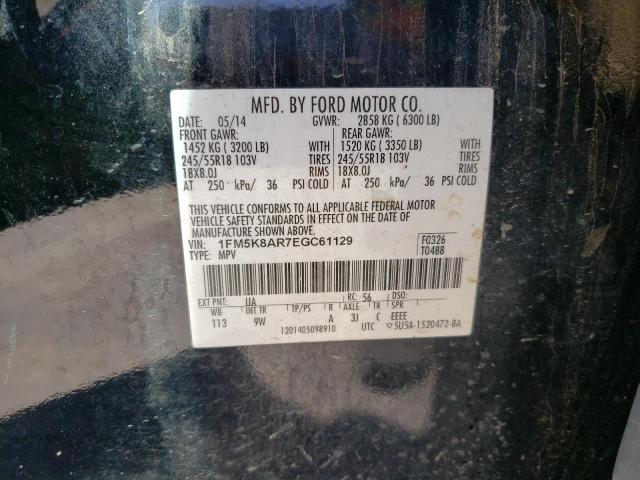 MFD. BY FORD MOTOR CO.
DATE: 05/14 GVWR: 2858 KG ( 6300 LB)
FRONT GAWR: REAR GAWR:
1452 KG ( 3200 LB) WITH 1520 KG ( 3350 LB) WITH
245/55R18 103V TIRES 245/55R18 103V TIRES
18X8.0J RIMS 18X8.0J RIMS
AT 250 kPa/ 36 PSI COLD AT 250 kPa/ 36 PSI COLD
THIS VEHICLE CONFORMS TO ALL APPLICABLE FEDERAL MOTOR
VEHICLE SAFETY STANDARDS IN EFFECT ON THE DATE OF
MANUFACTURE SHOWN ABOVE.
VIN: 1FM5K8AR7EGC61129 F0326
TYPE: MPV T0488
EXT PNT: UA RC: 56 DSO:
WB INT TR TP/PS R AXLE TR SPR
113 9W A 3J C EEEE
1201405098910 UTC ▽5U5A-1520472-BA